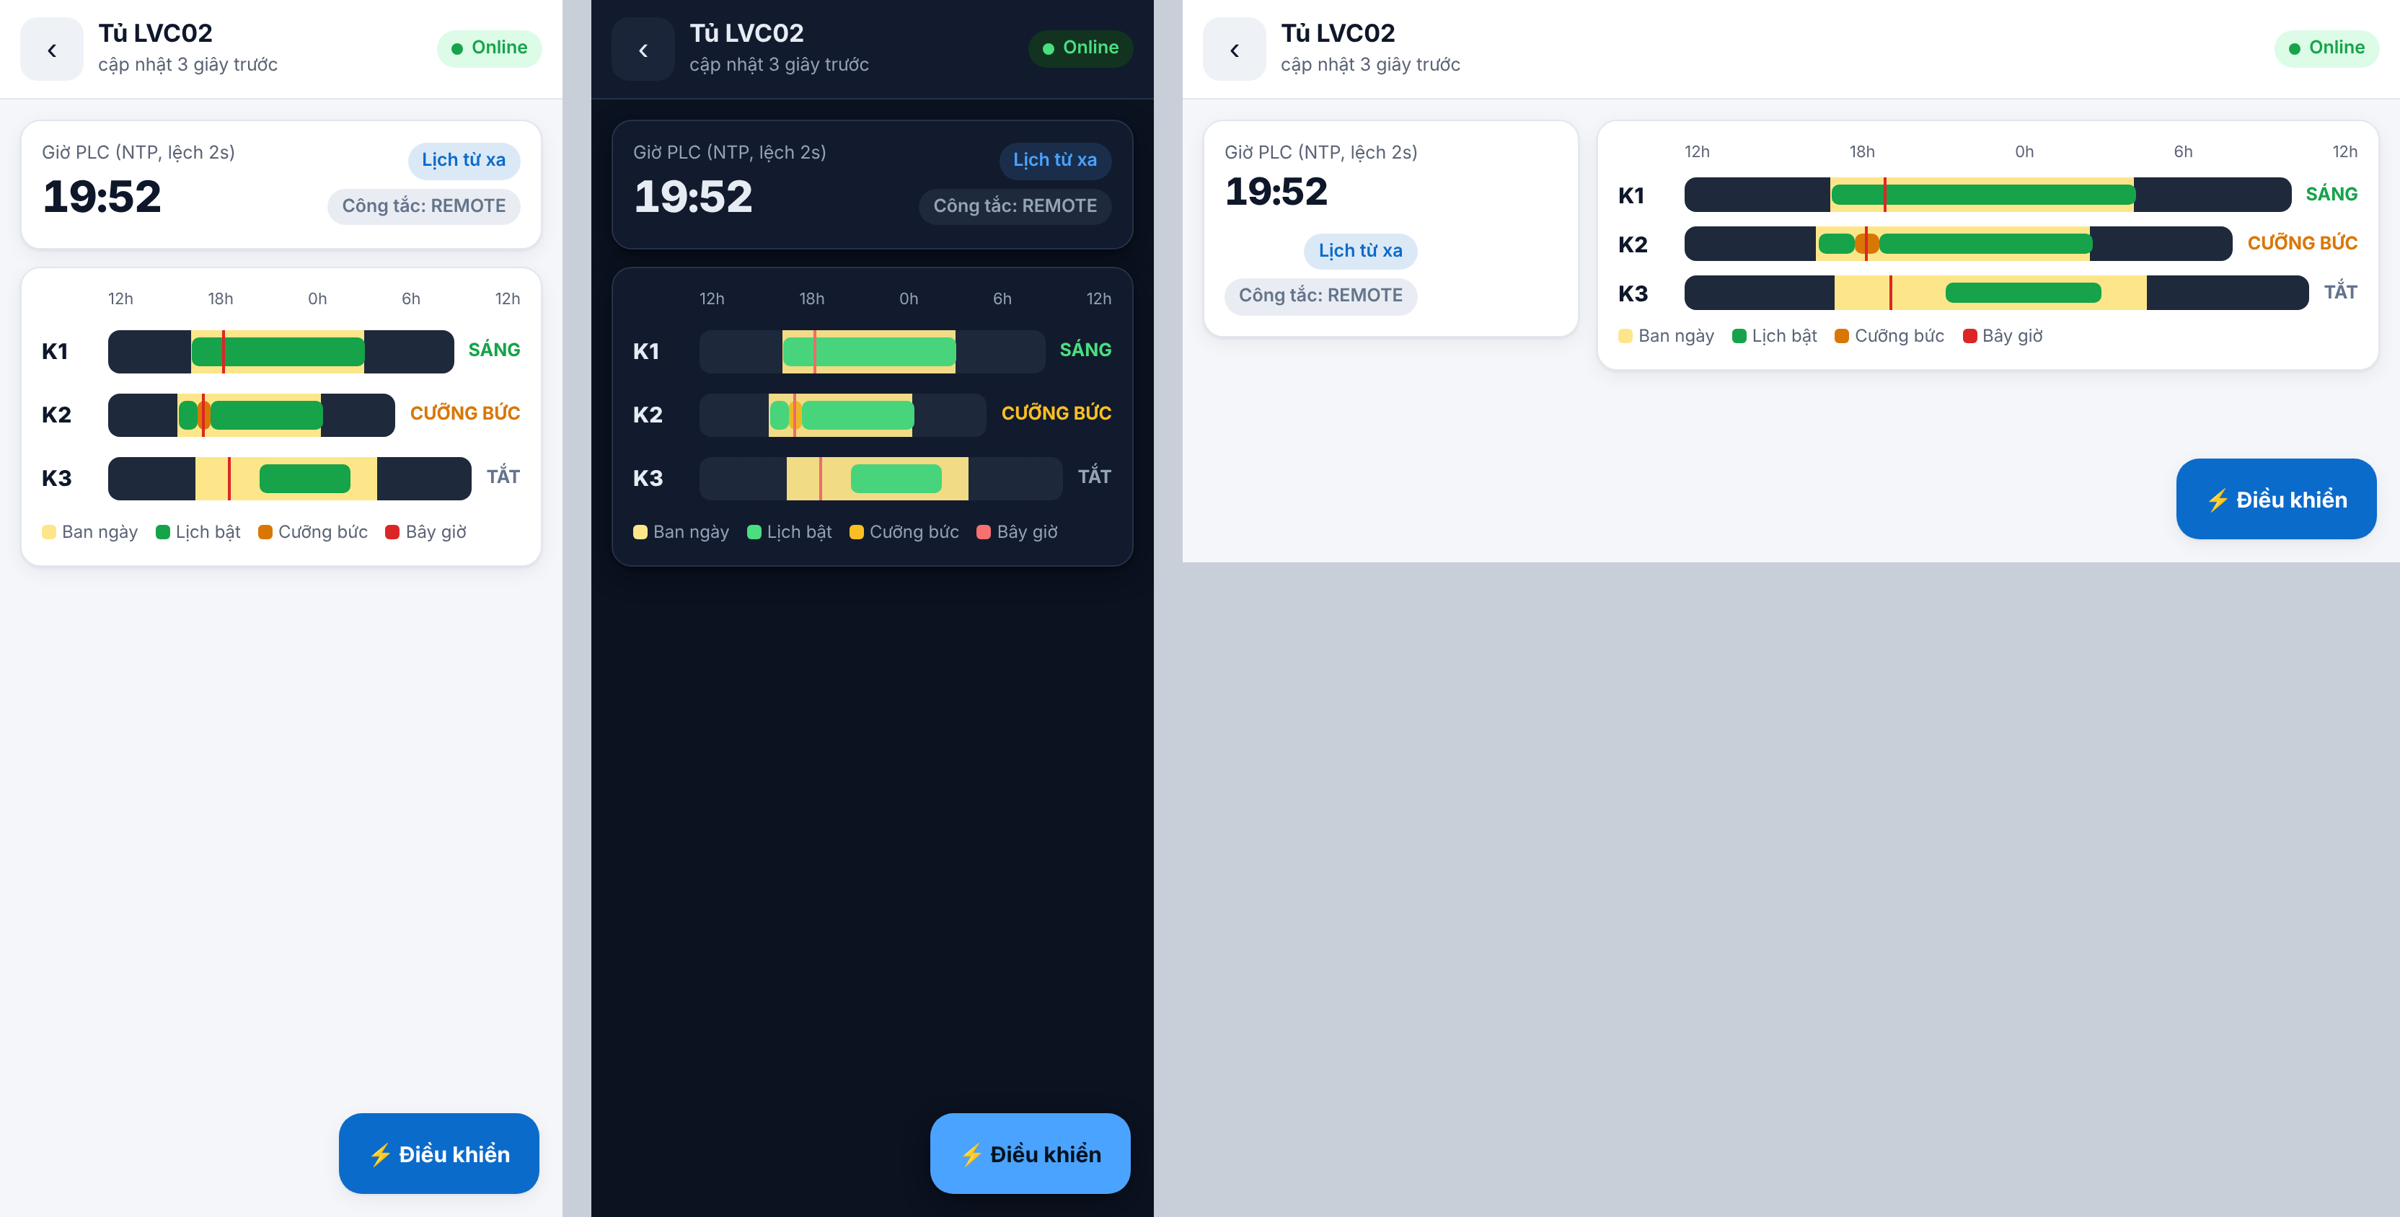 ‹
Tủ LVC02
cập nhật 3 giây trước
Online
Giờ PLC (NTP, lệch 2s)
19:52
Lịch từ xa
Công tắc: REMOTE
12h 18h 0h 6h 12h
K1 SÁNG
K2 CƯỠNG BỨC
K3 TẮT
Ban ngày Lịch bật Cưỡng bức Bây giờ
⚡ Điều khiển
‹
Tủ LVC02
cập nhật 3 giây trước
Online
Giờ PLC (NTP, lệch 2s)
19:52
Lịch từ xa
Công tắc: REMOTE
12h 18h 0h 6h 12h
K1 SÁNG
K2 CƯỠNG BỨC
K3 TẮT
Ban ngày Lịch bật Cưỡng bức Bây giờ
⚡ Điều khiển
‹
Tủ LVC02
cập nhật 3 giây trước
Online
Giờ PLC (NTP, lệch 2s)
19:52
Lịch từ xa
Công tắc: REMOTE
12h 18h 0h 6h 12h
K1 SÁNG
K2 CƯỠNG BỨC
K3 TẮT
Ban ngày Lịch bật Cưỡng bức Bây giờ
⚡ Điều khiển